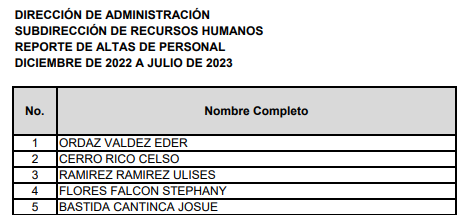 DIRECCIÓN DE ADMINISTRACIÓN
SUBDIRECCIÓN DE RECURSOS HUMANOS
REPORTE DE ALTAS DE PERSONAL
DICIEMBRE DE 2022 A JULIO DE 2023
No. Nombre Completo
1 ORDAZ VALDEZ EDER
2 CERRO RICO CELSO
3 RAMIREZ RAMIREZ ULISES
4 FLORES FALCON STEPHANY
5 BASTIDA CANTINCA JOSUE